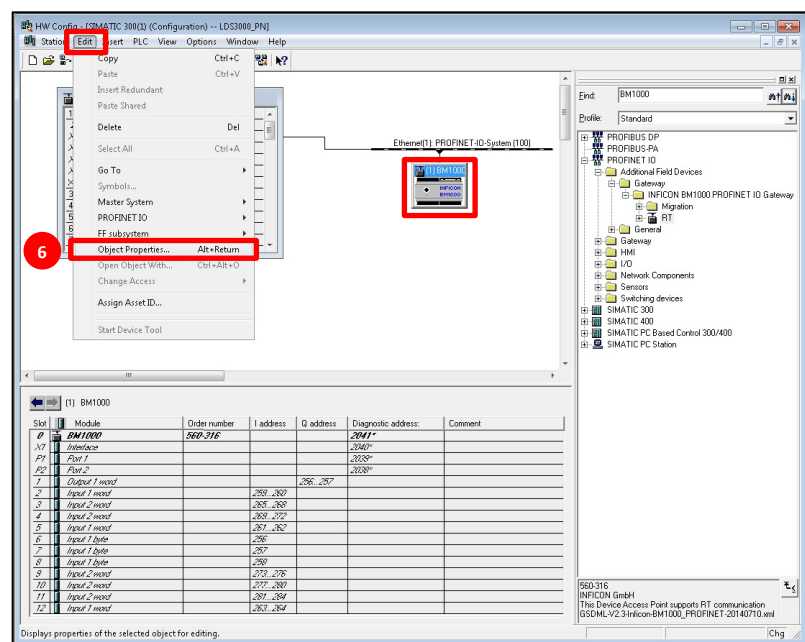 HW Config - [SIMATIC 300(1) (Configuration) -- LDS3000_PN]
Station Edit Insert PLC View Options Window Help
Copy Ctrl+C
Paste Ctrl+V
Insert Redundant
Paste Shared
Delete Del
Select All Ctrl+A
Go To
Symbols...
Master System
PROFINET IO
FF subsystem
6
Object Properties... Alt+Return
Open Object With... Ctrl+Alt+O
Change Access
Assign Asset ID...
Start Device Tool
Ethernet(1): PROFINET-IO-System (100)
(1) BM1000
INFICON
BM1000
Find: BM1000
Profile: Standard
PROFIBUS DP
PROFIBUS-PA
PROFINET IO
Additional Field Devices
Gateway
INFICON BM1000 PROFINET IO Gateway
Migration
RT
General
Gateway
HMI
I/O
Network Components
Sensors
Switching devices
SIMATIC 300
SIMATIC 400
SIMATIC PC Based Control 300/400
SIMATIC PC Station
(1) BM1000
Slot Module Order number I address Q address Diagnostic address: Comment
0 BM1000 560-316 2041*
X1 Interface 2040*
P1 Port 1 2039*
P2 Port 2 2038*
1 Output 1 word 256...257
2 Input 1 word 259...260
3 Input 2 word 265...268
4 Input 2 word 269...272
5 Input 1 word 261...262
6 Input 1 byte 256
7 Input 1 byte 257
8 Input 1 byte 258
9 Input 2 word 273...276
10 Input 2 word 277...280
11 Input 2 word 281...284
12 Input 1 word 263...264
560-316
INFICON GmbH
This Device Access Point supports RT communication
GSDML-V2.3-Inficon-BM1000_PROFINET-20140710.xml
Displays properties of the selected object for editing. Chg